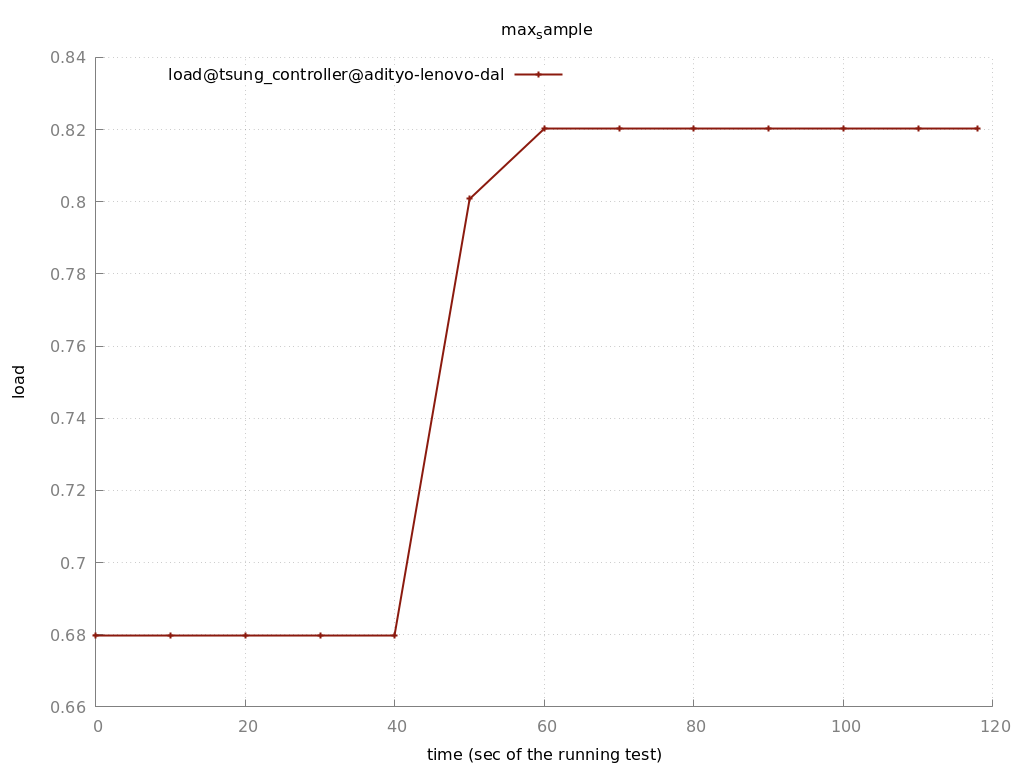 maxsample
0.84
load@tsung_controller@adityo-lenovo-dal
0.82
0.8
0.78
0.76
load
0.74
0.72
0.7
0.68
0.66
0 20 40 60 80 100 120
time (sec of the running test)